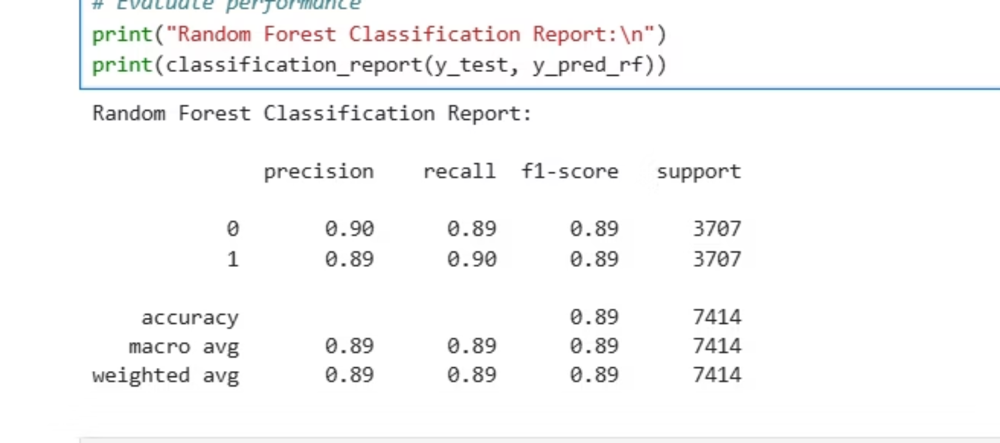 # Evaluate performance
print("Random Forest Classification Report:\n")
print(classification_report(y_test, y_pred_rf))
Random Forest Classification Report:
precision recall f1-score support
0 0.90 0.89 0.89 3707
1 0.89 0.90 0.89 3707
accuracy 0.89 7414
macro avg 0.89 0.89 0.89 7414
weighted avg 0.89 0.89 0.89 7414